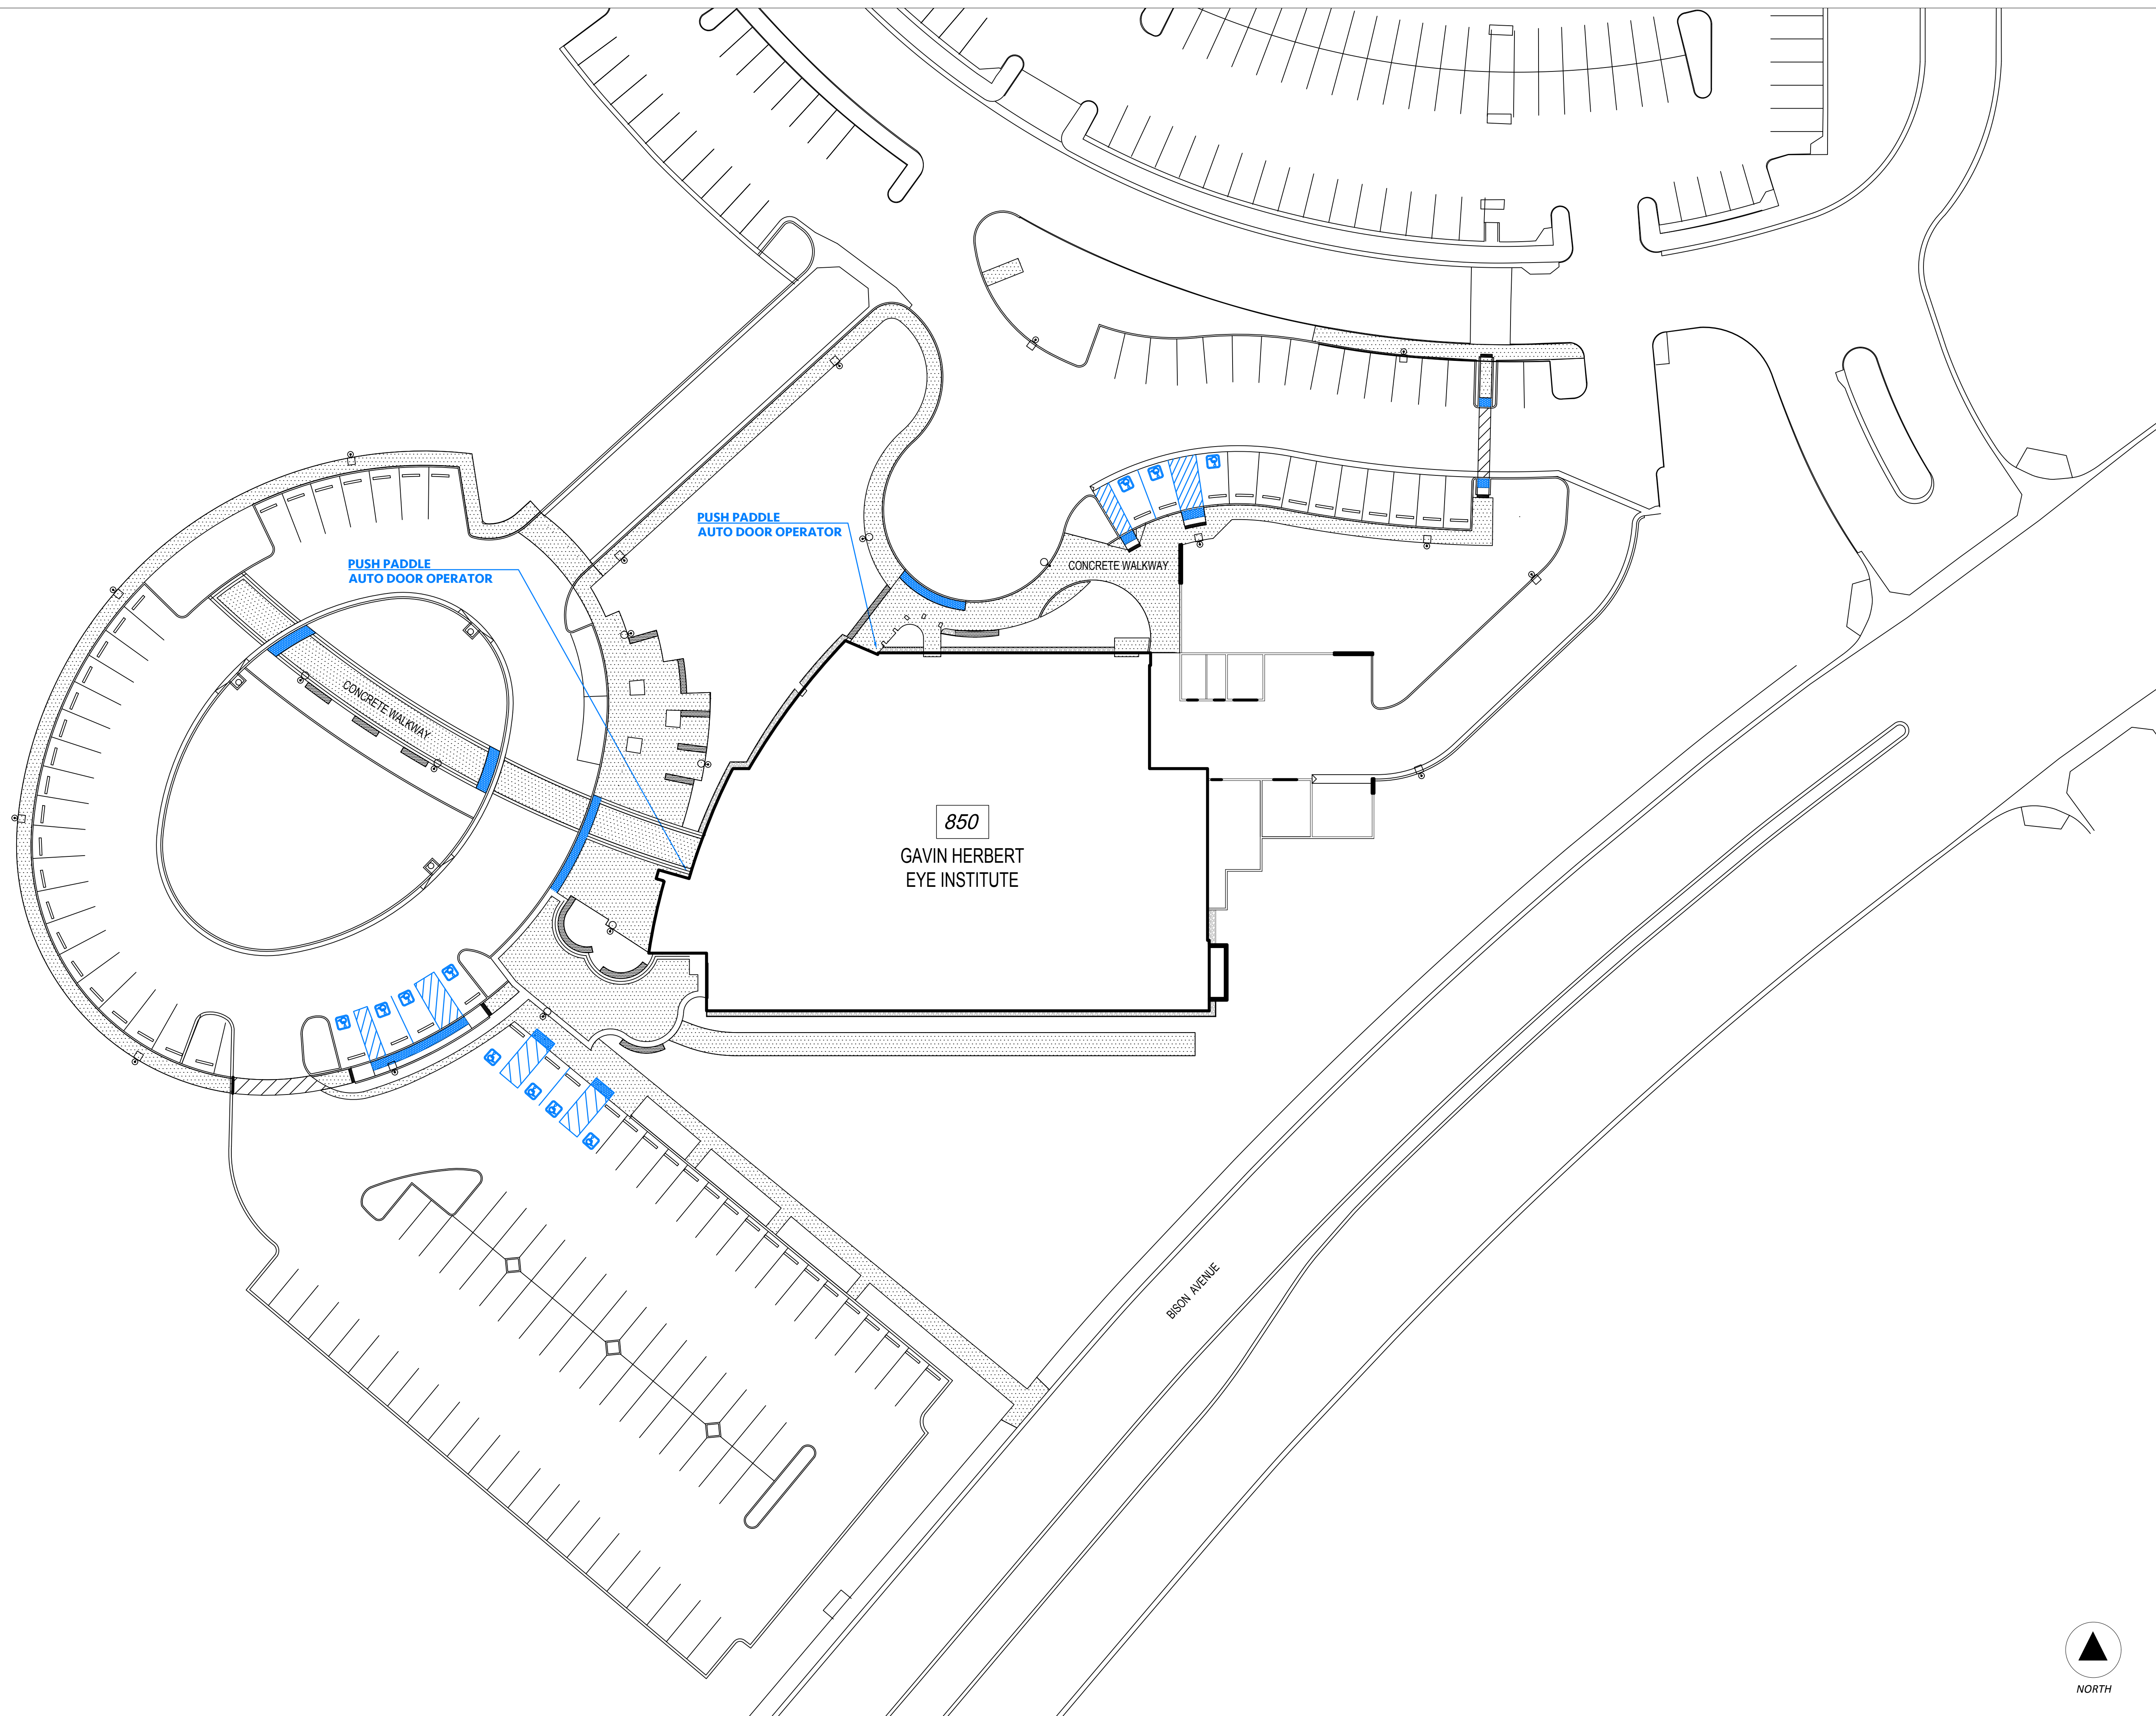 PUSH PADDLE
AUTO DOOR OPERATOR
PUSH PADDLE
AUTO DOOR OPERATOR
CONCRETE WALKWAY
CONCRETE WALKWAY
850
GAVIN HERBERT
EYE INSTITUTE
BISON AVENUE
NORTH